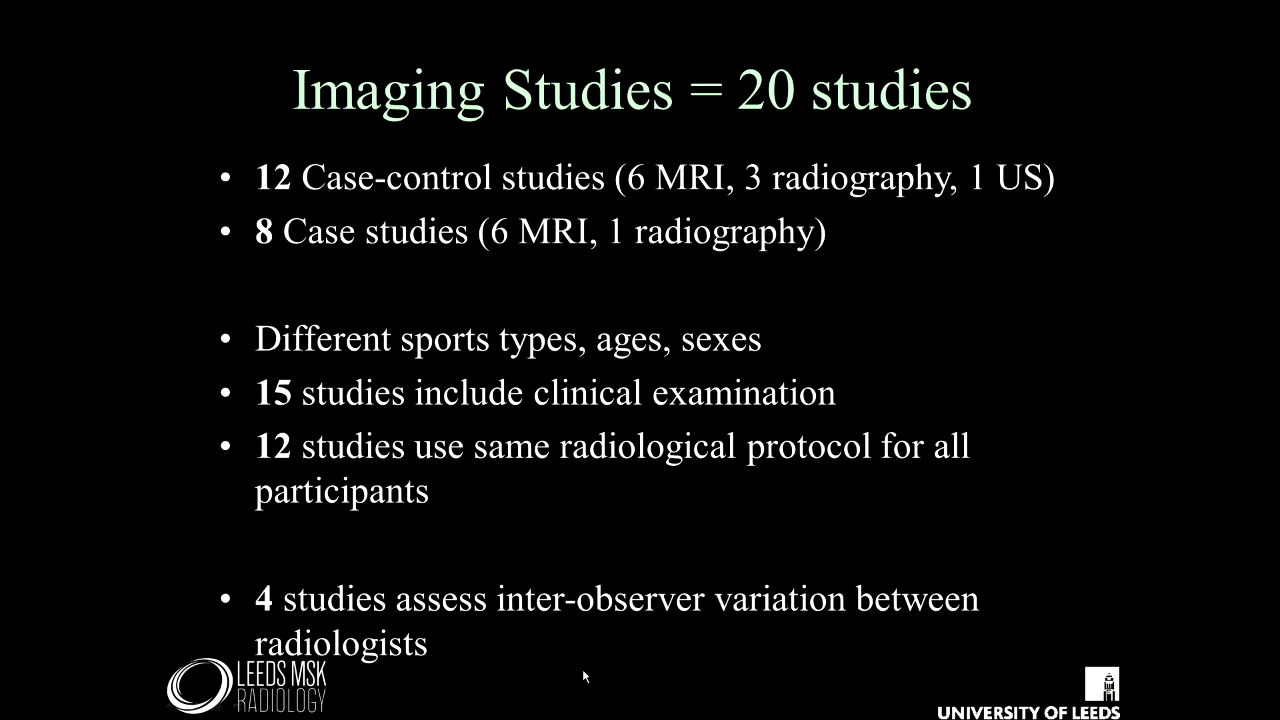 Imaging Studies = 20 studies
• 12 Case-control studies (6 MRI, 3 radiography, 1 US)
• 8 Case studies (6 MRI, 1 radiography)
• Different sports types, ages, sexes
• 15 studies include clinical examination
• 12 studies use same radiological protocol for all
participants
• 4 studies assess inter-observer variation between
radiologists
LEEDS MSK
RADIOLOGY
UNIVERSITY OF LEEDS